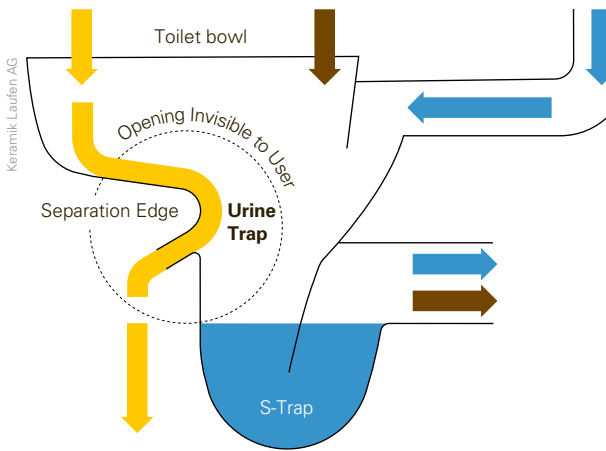 Toilet bowl
Keramik Laufen AG
Opening Invisible to User
Separation Edge
Urine
Trap
S-Trap